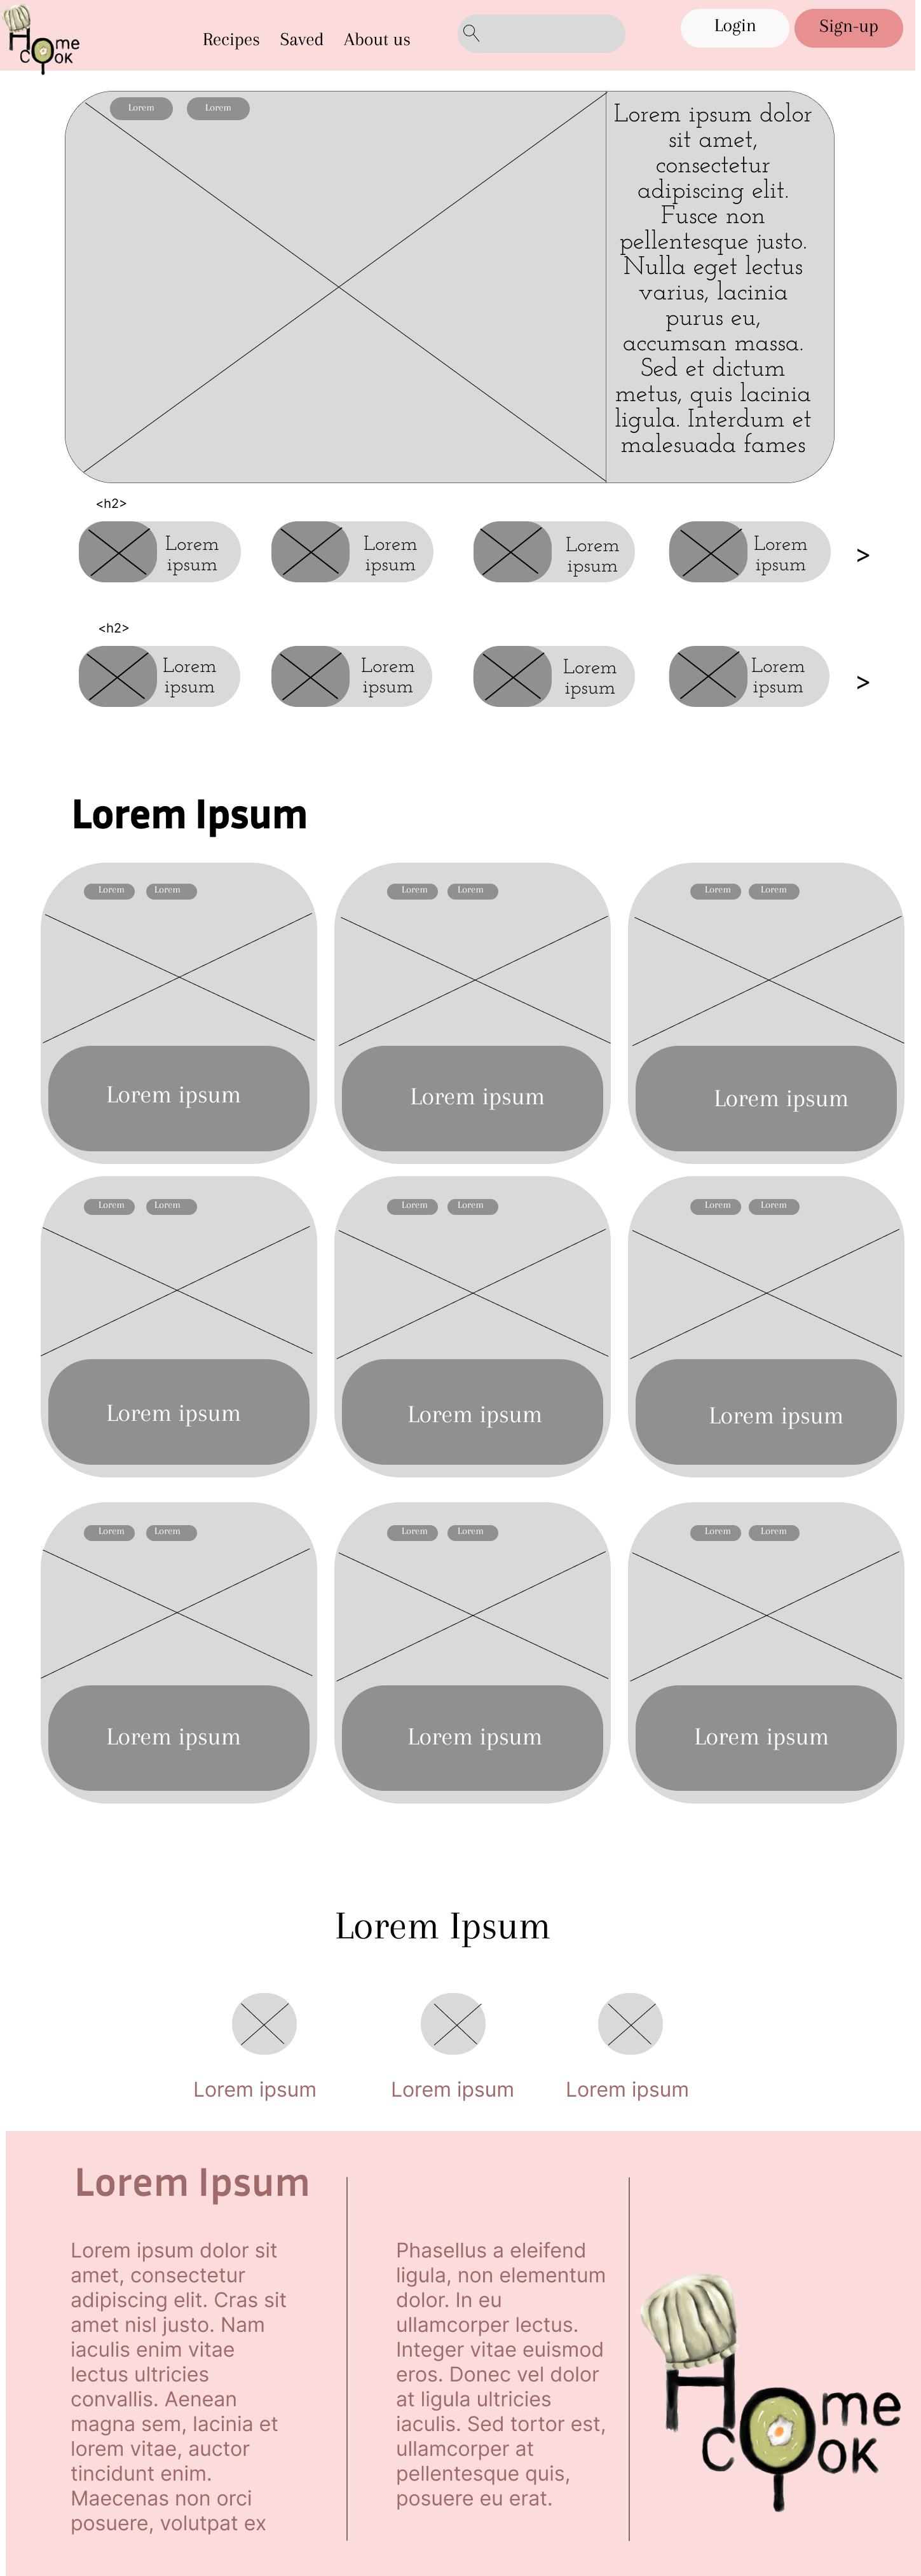 Home
Cook
Recipes Saved About us
Login
Sign-up
Lorem Lorem
Lorem ipsum dolor
sit amet,
consectetur
adipiscing elit.
Fusce non
pellentesque justo.
Nulla eget lectus
varius, lacinia
purus eu,
accumsan massa.
Sed et dictum
metus, quis lacinia
ligula. Interdum et
malesuada fames
<h2>
Lorem
ipsum
Lorem
ipsum
Lorem
ipsum
Lorem
ipsum
>
<h2>
Lorem
ipsum
Lorem
ipsum
Lorem
ipsum
Lorem
ipsum
>
Lorem Ipsum
Lorem Lorem
Lorem ipsum
Lorem Lorem
Lorem ipsum
Lorem Lorem
Lorem ipsum
Lorem Lorem
Lorem ipsum
Lorem Lorem
Lorem ipsum
Lorem Lorem
Lorem ipsum
Lorem Lorem
Lorem ipsum
Lorem Lorem
Lorem ipsum
Lorem Lorem
Lorem ipsum
Lorem Ipsum
Lorem ipsum
Lorem ipsum
Lorem ipsum
Lorem Ipsum
Lorem ipsum dolor sit
amet, consectetur
adipiscing elit. Cras sit
amet nisl justo. Nam
iaculis enim vitae
lectus ultricies
convallis. Aenean
magna sem, lacinia et
lorem vitae, auctor
tincidunt enim.
Maecenas non orci
posuere, volutpat ex
Phasellus a eleifend
ligula, non elementum
dolor. In eu
ullamcorper lectus.
Integer vitae euismod
eros. Donec vel dolor
at ligula ultricies
iaculis. Sed tortor est,
ullamcorper at
pellentesque quis,
posuere eu erat.
Home
Cook